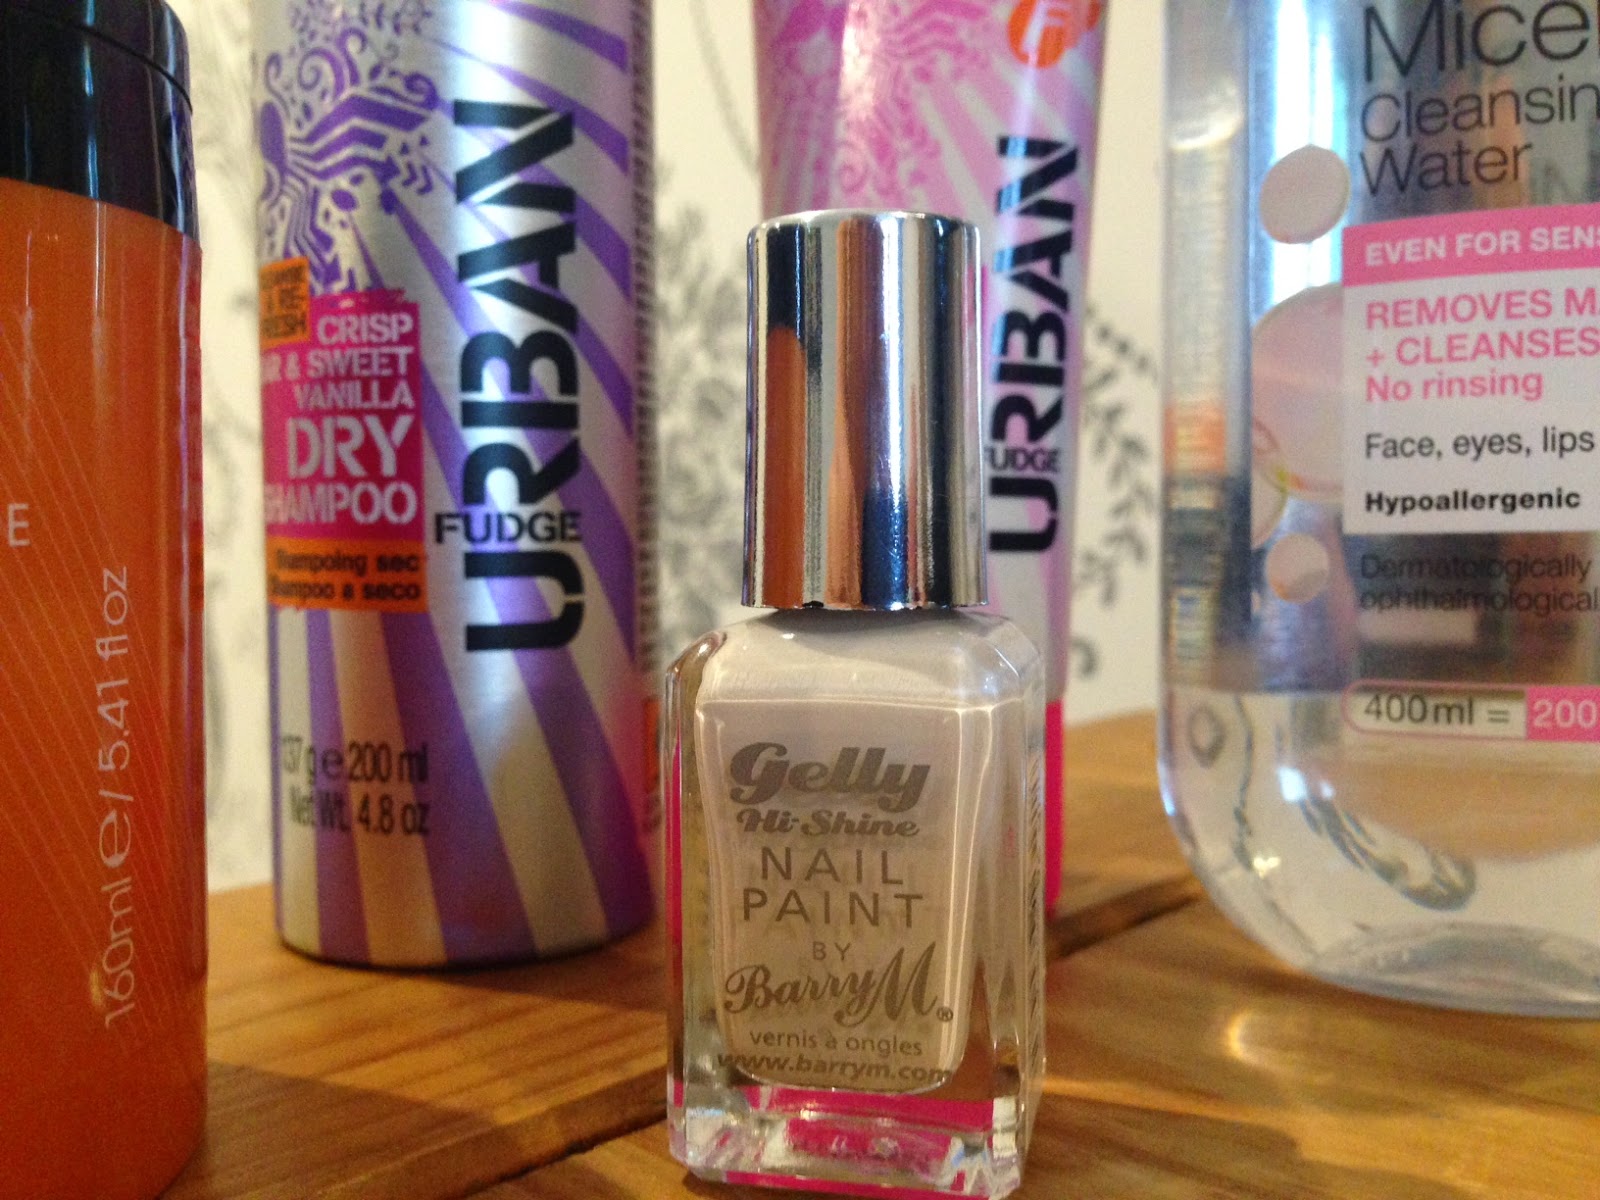 E
160ml e / 5.41 fl oz
URBAN
FUDGE
CRISP
& SWEET
VANILLA
DRY
SHAMPOO
Shampoing sec
Shampoo a seco
137 g e 200 ml
Net Wt. 4.8 oz
URBAN
FUDGE
Gelly
Hi-Shine
NAIL
PAINT
BY
Barry M®
vernis à ongles
www.barrym.com
Cleansin
Water
EVEN FOR SENS
REMOVES MA
+ CLEANSES
No rinsing
Face, eyes, lips
Hypoallergenic
Dermatologically
ophthalmological
400ml = 200